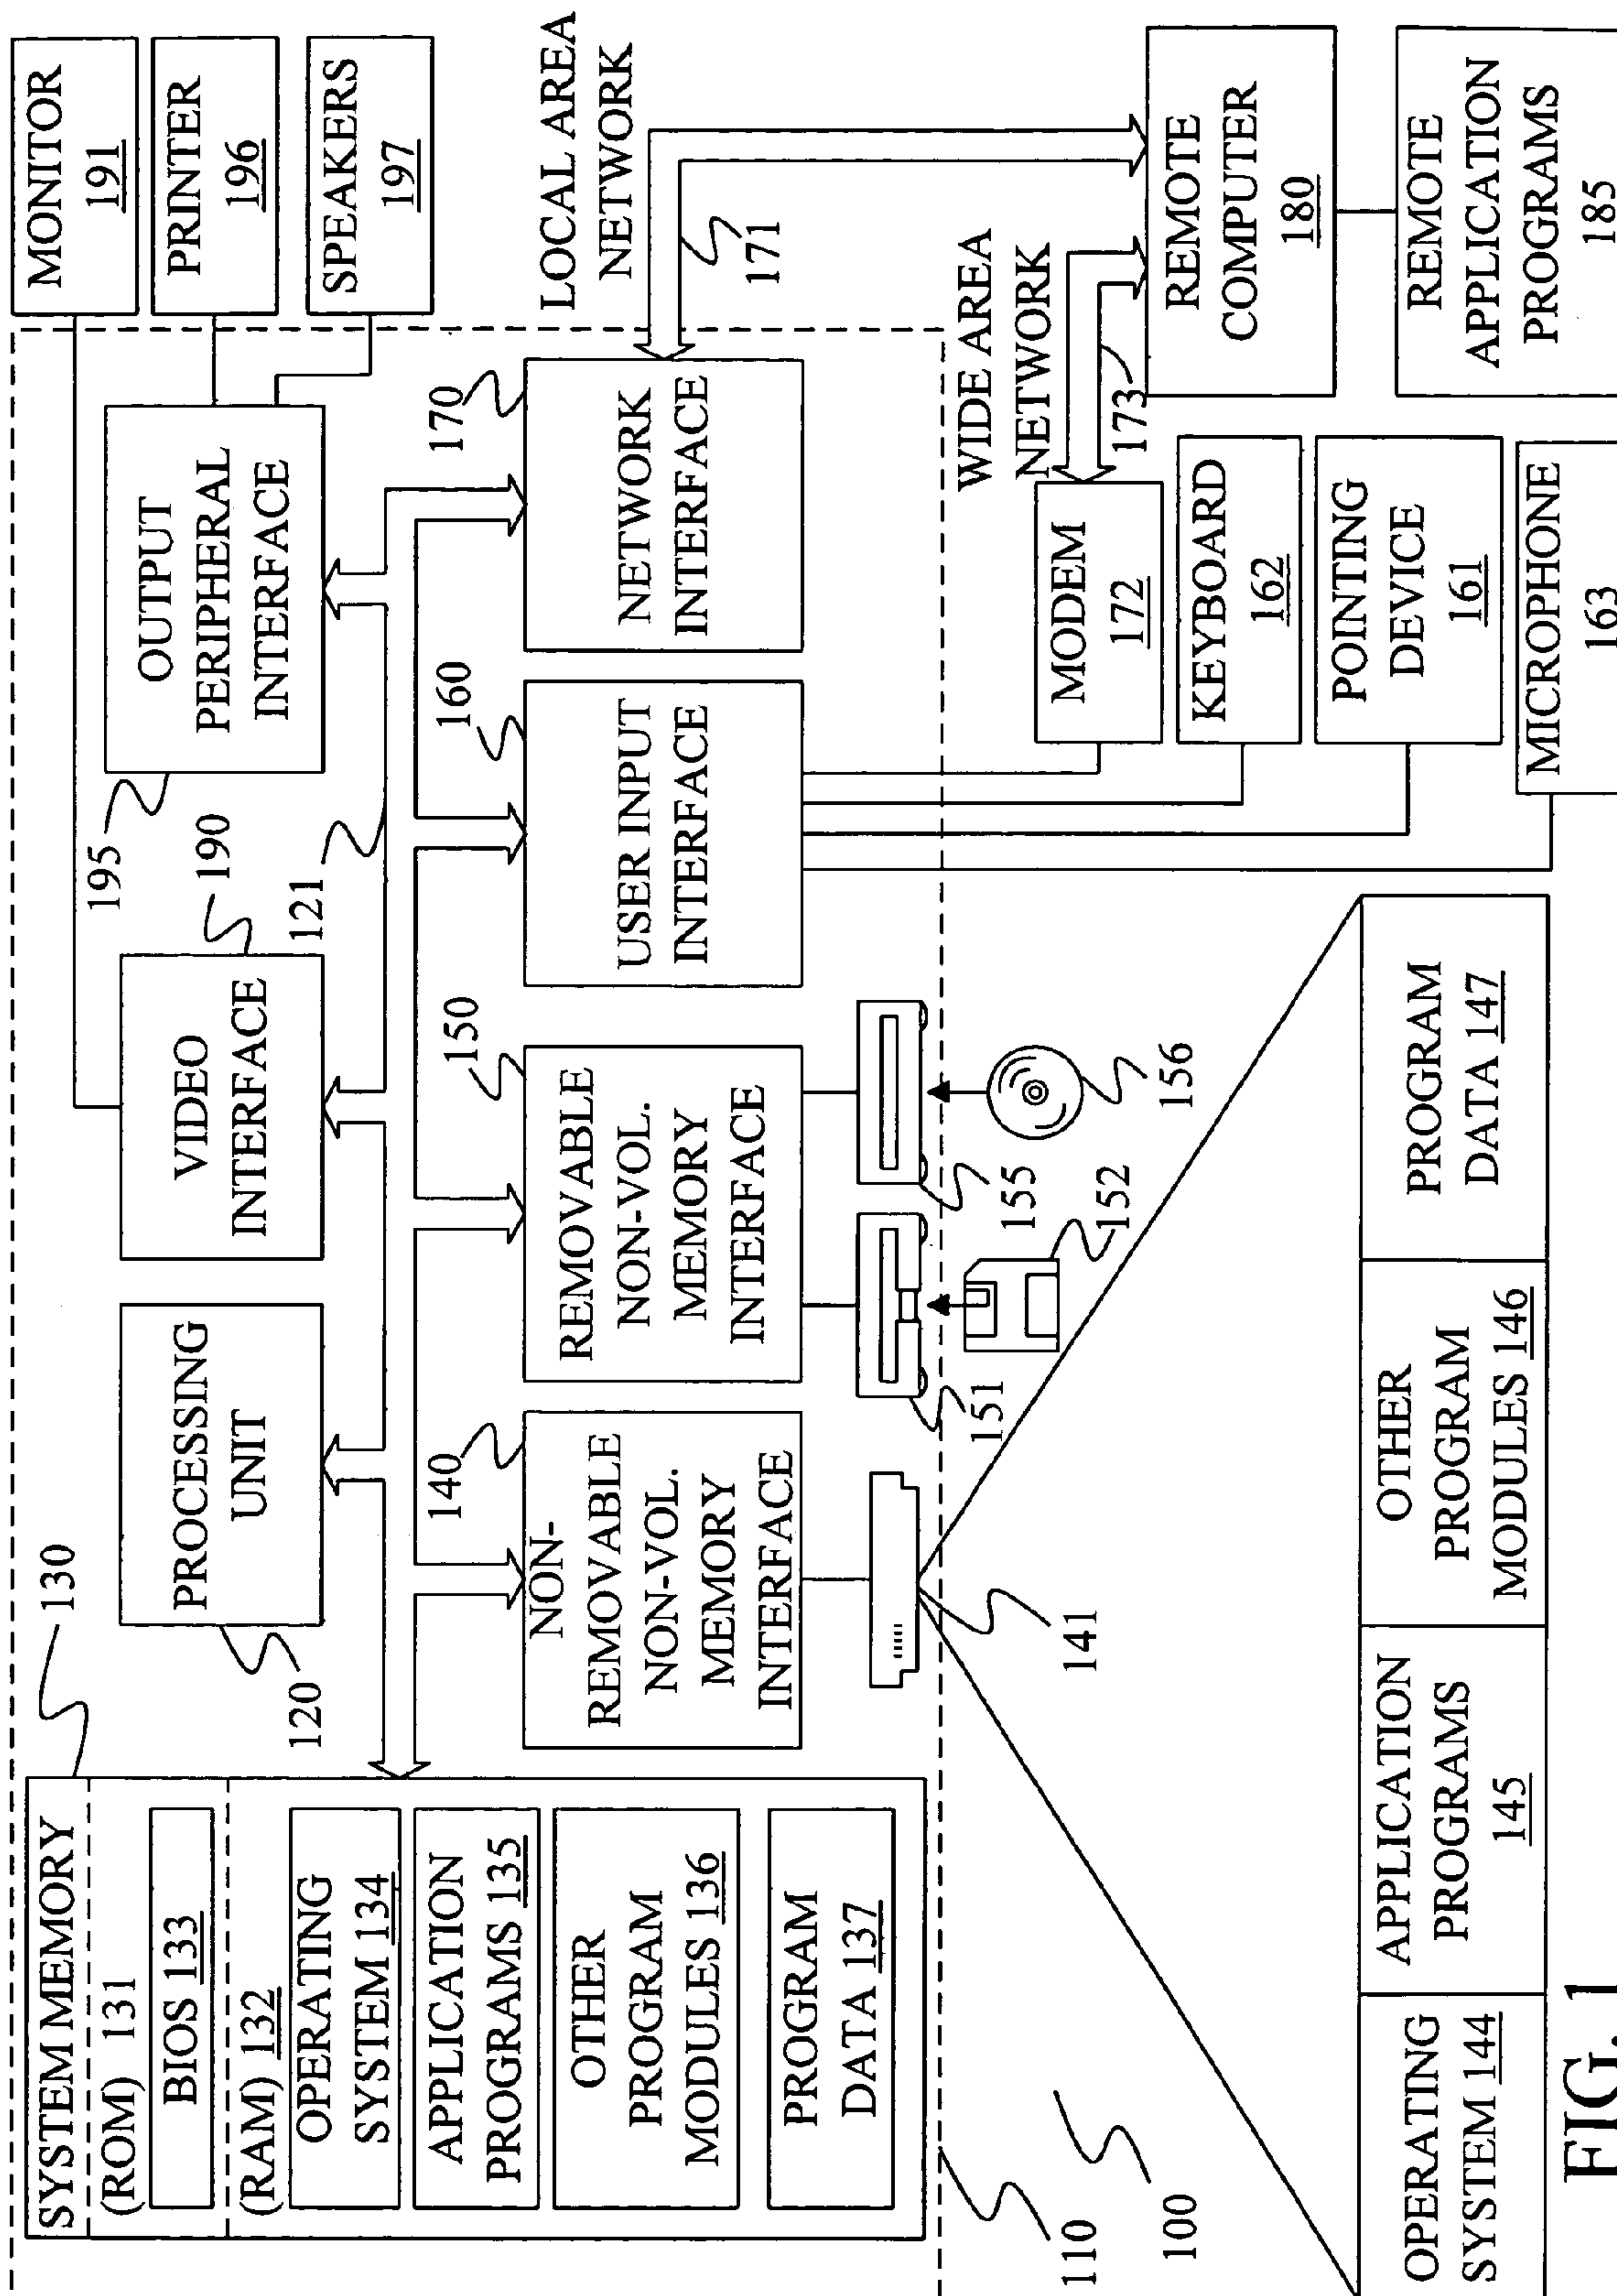 SYSTEM MEMORY
(ROM) 131
BIOS 133
(RAM) 132
OPERATING
SYSTEM 134
APPLICATION
PROGRAMS 135
OTHER
PROGRAM
MODULES 136
PROGRAM
DATA 137
130
120
PROCESSING
UNIT
VIDEO
INTERFACE
190
195
121
OUTPUT
PERIPHERAL
INTERFACE
MONITOR
191
PRINTER
196
SPEAKERS
197
140
NON-
REMOVABLE
NON-VOL.
MEMORY
INTERFACE
150
REMOVABLE
NON-VOL.
MEMORY
INTERFACE
160
USER INPUT
INTERFACE
170
NETWORK
INTERFACE
LOCAL AREA
NETWORK
171
141
151
152
155
156
WIDE AREA
NETWORK
173
MODEM
172
KEYBOARD
162
POINTING
DEVICE
161
MICROPHONE
163
REMOTE
COMPUTER
180
REMOTE
APPLICATION
PROGRAMS
185
110
100
OPERATING
SYSTEM 144
APPLICATION
PROGRAMS
145
OTHER
PROGRAM
MODULES 146
PROGRAM
DATA 147
FIG. 1